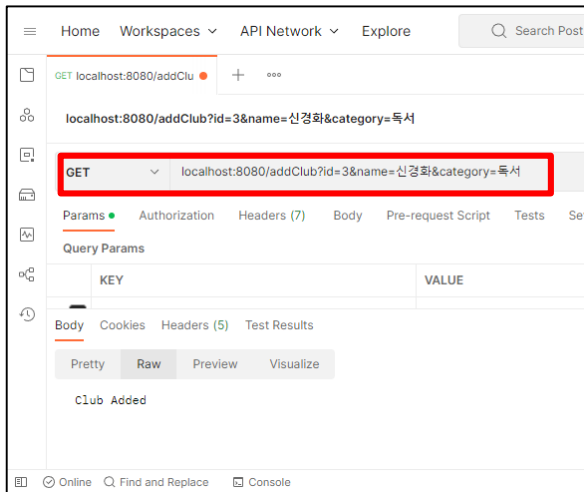 Home Workspaces API Network Explore Search Post
GET localhost:8080/addClu
localhost:8080/addClub?id=3&name=신경화&category=독서
GET localhost:8080/addClub?id=3&name=신경화&category=독서
Params Authorization Headers (7) Body Pre-request Script Tests Se
Query Params
KEY VALUE
Body Cookies Headers (5) Test Results
Pretty Raw Preview Visualize
Club Added
Online Find and Replace Console